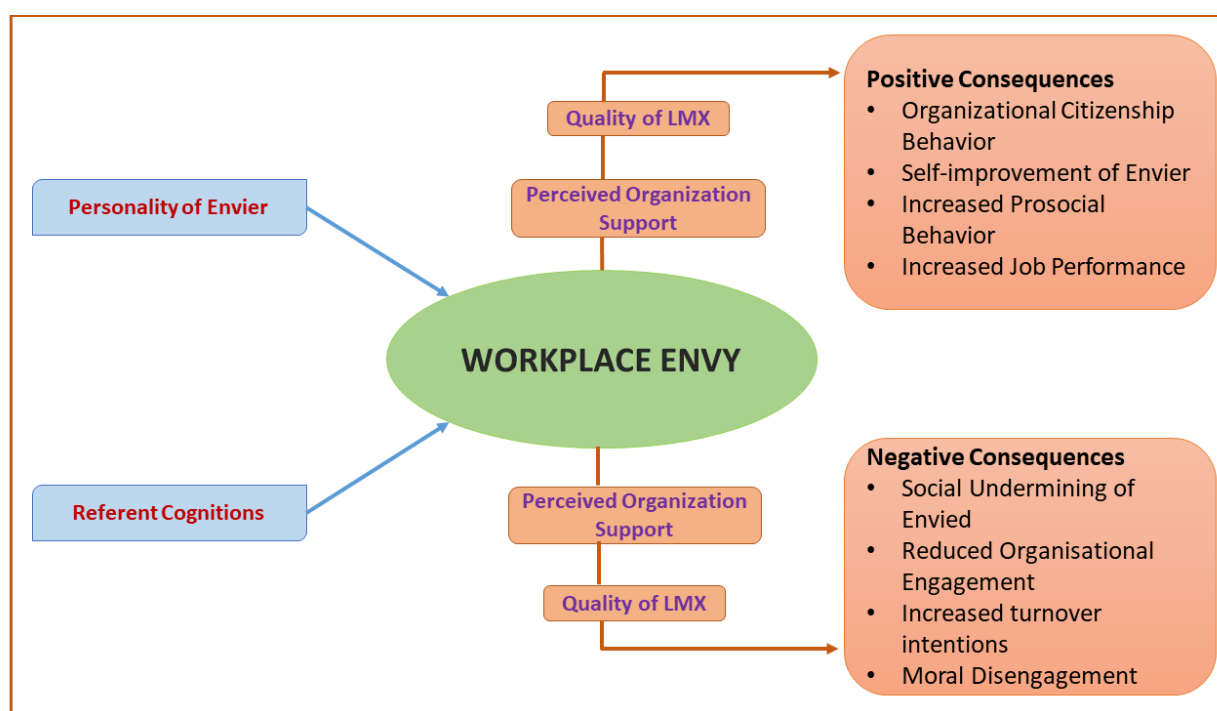 Personality of Envier
Referent Cognitions
Quality of LMX
Perceived Organization
Support
WORKPLACE ENVY
Perceived Organization
Support
Quality of LMX
Positive Consequences
• Organizational Citizenship
Behavior
• Self-improvement of Envier
• Increased Prosocial
Behavior
• Increased Job Performance
Negative Consequences
• Social Undermining of
Envied
• Reduced Organisational
Engagement
• Increased turnover
intentions
• Moral Disengagement